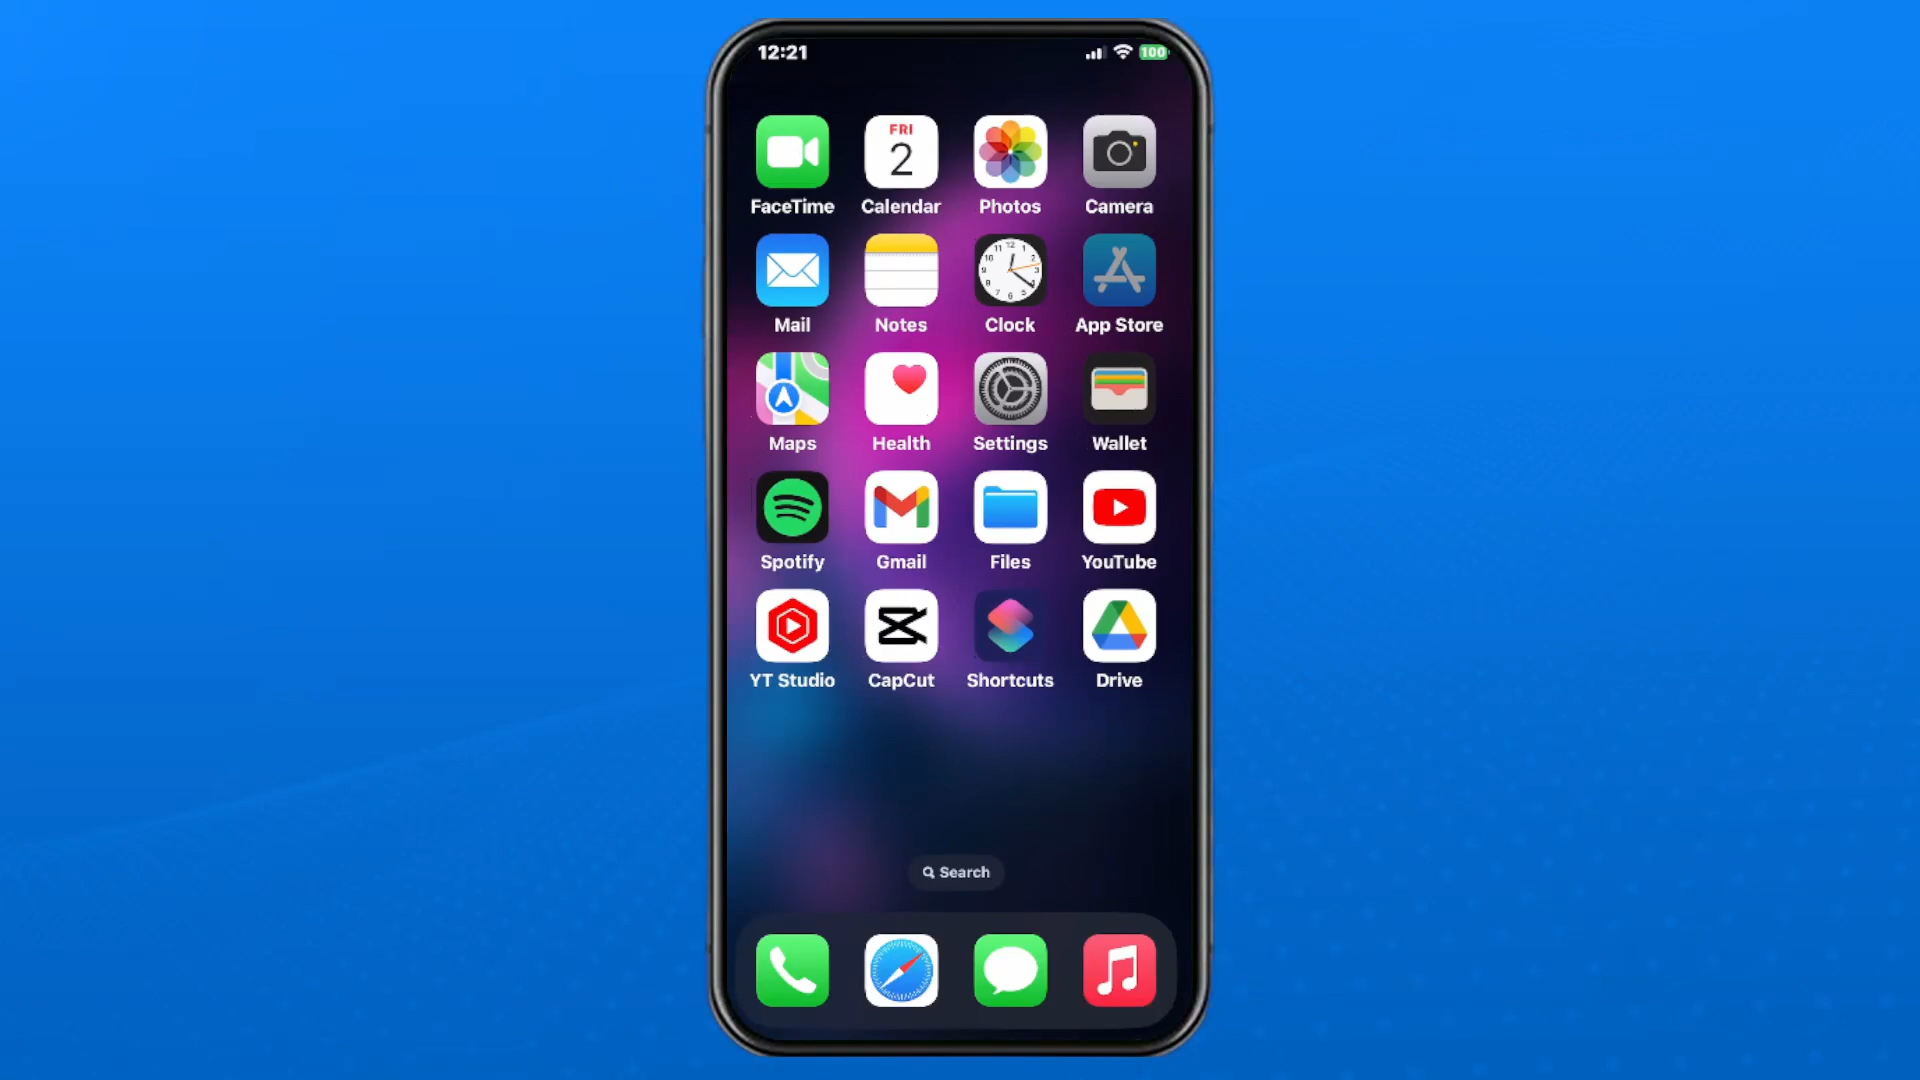 12:21
100
FRI
2
FaceTime Calendar Photos Camera
Mail Notes Clock App Store
Maps Health Settings Wallet
Spotify Gmail Files YouTube
YT Studio CapCut Shortcuts Drive
Search